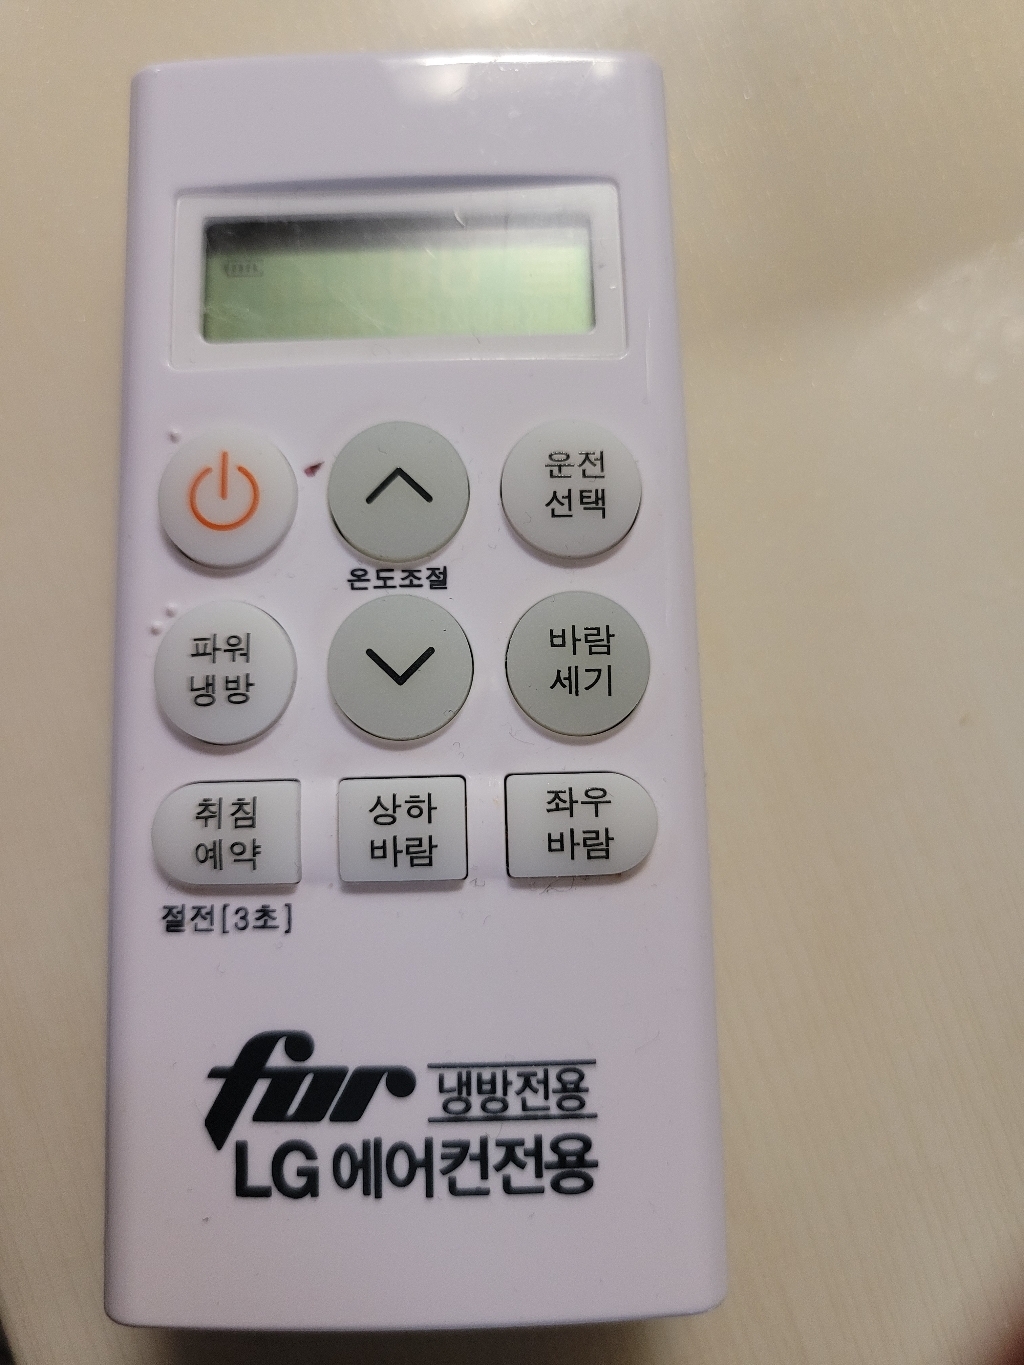 운전
선택
온도조절
파워
냉방
바람
세기
취침
예약
상하
바람
좌우
바람
절전[3초]
for 냉방전용
LG 에어컨전용